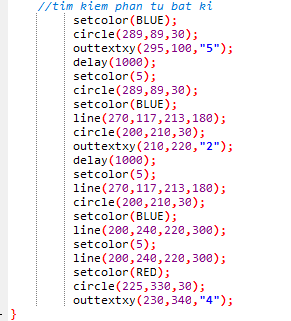 //tim kiem phan tu bat ki
setcolor(BLUE);
circle(289,89,30);
outtextxy(295,100,"5");
delay(1000);
setcolor(5);
circle(289,89,30);
setcolor(BLUE);
line(270,117,213,180);
circle(200,210,30);
outtextxy(210,220,"2");
delay(1000);
setcolor(5);
line(270,117,213,180);
circle(200,210,30);
setcolor(BLUE);
line(200,240,220,300);
setcolor(5);
line(200,240,220,300);
setcolor(RED);
circle(225,330,30);
outtextxy(230,340,"4");
}